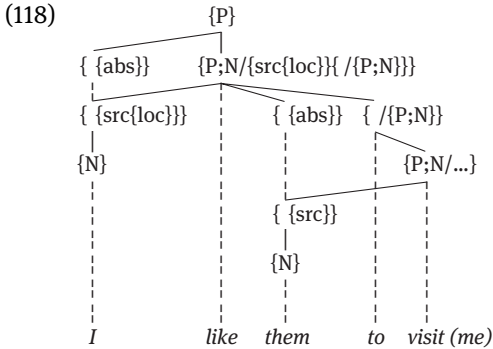 (118) {P}
{ {abs}} {P;N/{src{loc}}{ /{P;N}}}
{ {src{loc}}} { {abs}} { /{P;N}}
{N} {P;N/...}
{ {src}}
{N}
I like them to visit (me)